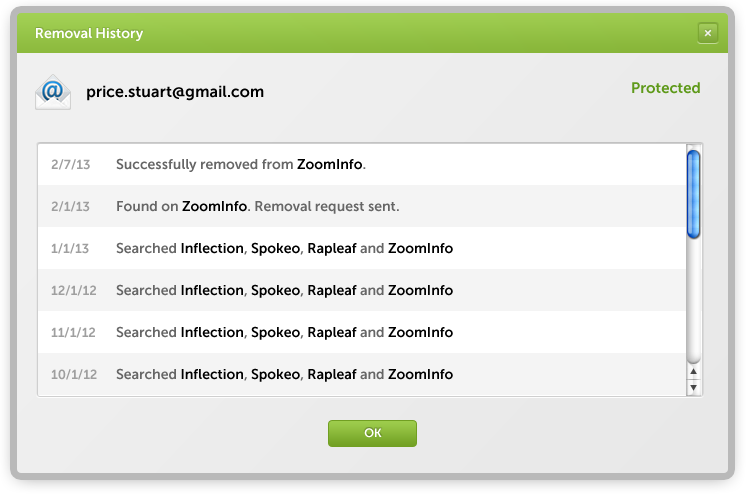 Removal History
×
price.stuart@gmail.com
Protected
2/7/13 Successfully removed from ZoomInfo.
2/1/13 Found on ZoomInfo. Removal request sent.
1/1/13 Searched Inflection, Spokeo, Rapleaf and ZoomInfo
12/1/12 Searched Inflection, Spokeo, Rapleaf and ZoomInfo
11/1/12 Searched Inflection, Spokeo, Rapleaf and ZoomInfo
10/1/12 Searched Inflection, Spokeo, Rapleaf and ZoomInfo
OK